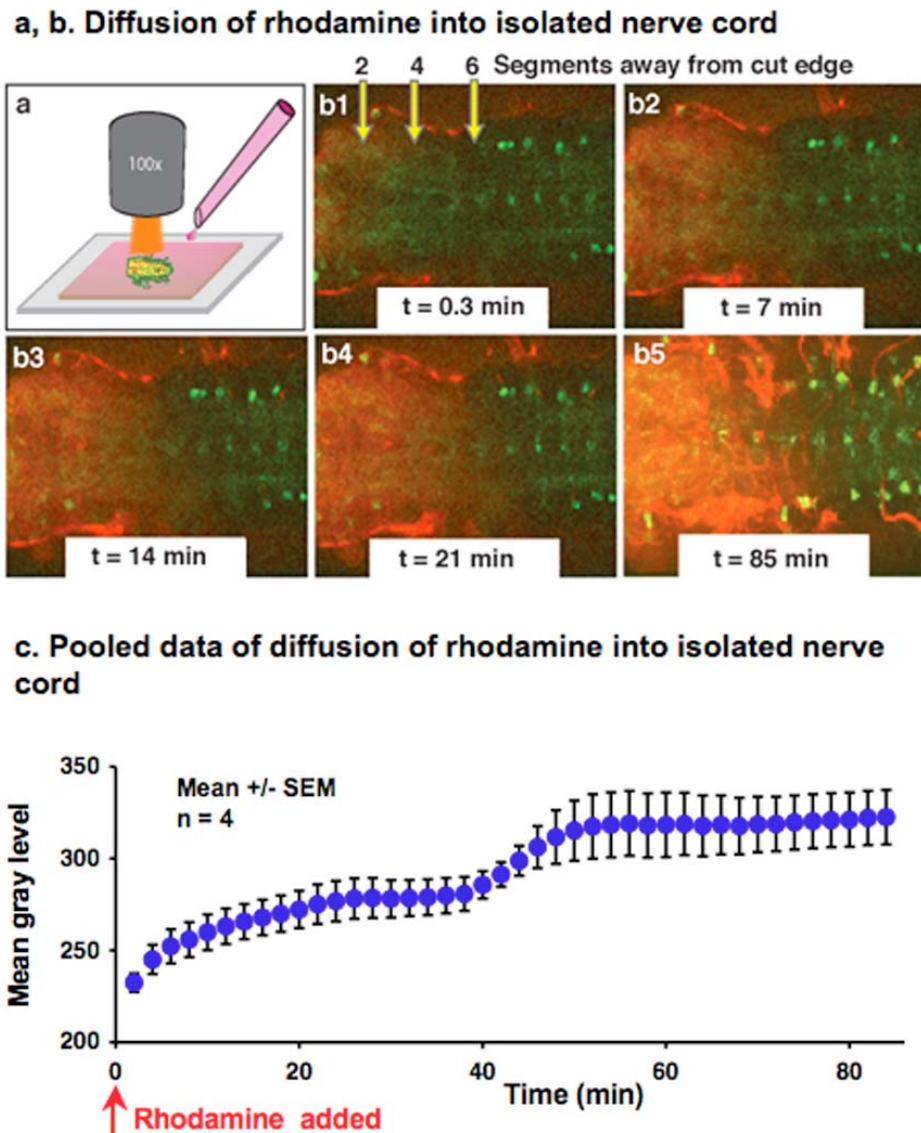 a, b. Diffusion of rhodamine into isolated nerve cord
2 4 6 Segments away from cut edge
a
100x
b1
t = 0.3 min
b2
t = 7 min
b3
t = 14 min
b4
t = 21 min
b5
t = 85 min
c. Pooled data of diffusion of rhodamine into isolated nerve
cord
Mean gray level
350
300
250
200
Mean +/- SEM
n = 4
0 20 40 60 80
Time (min)
Rhodamine added